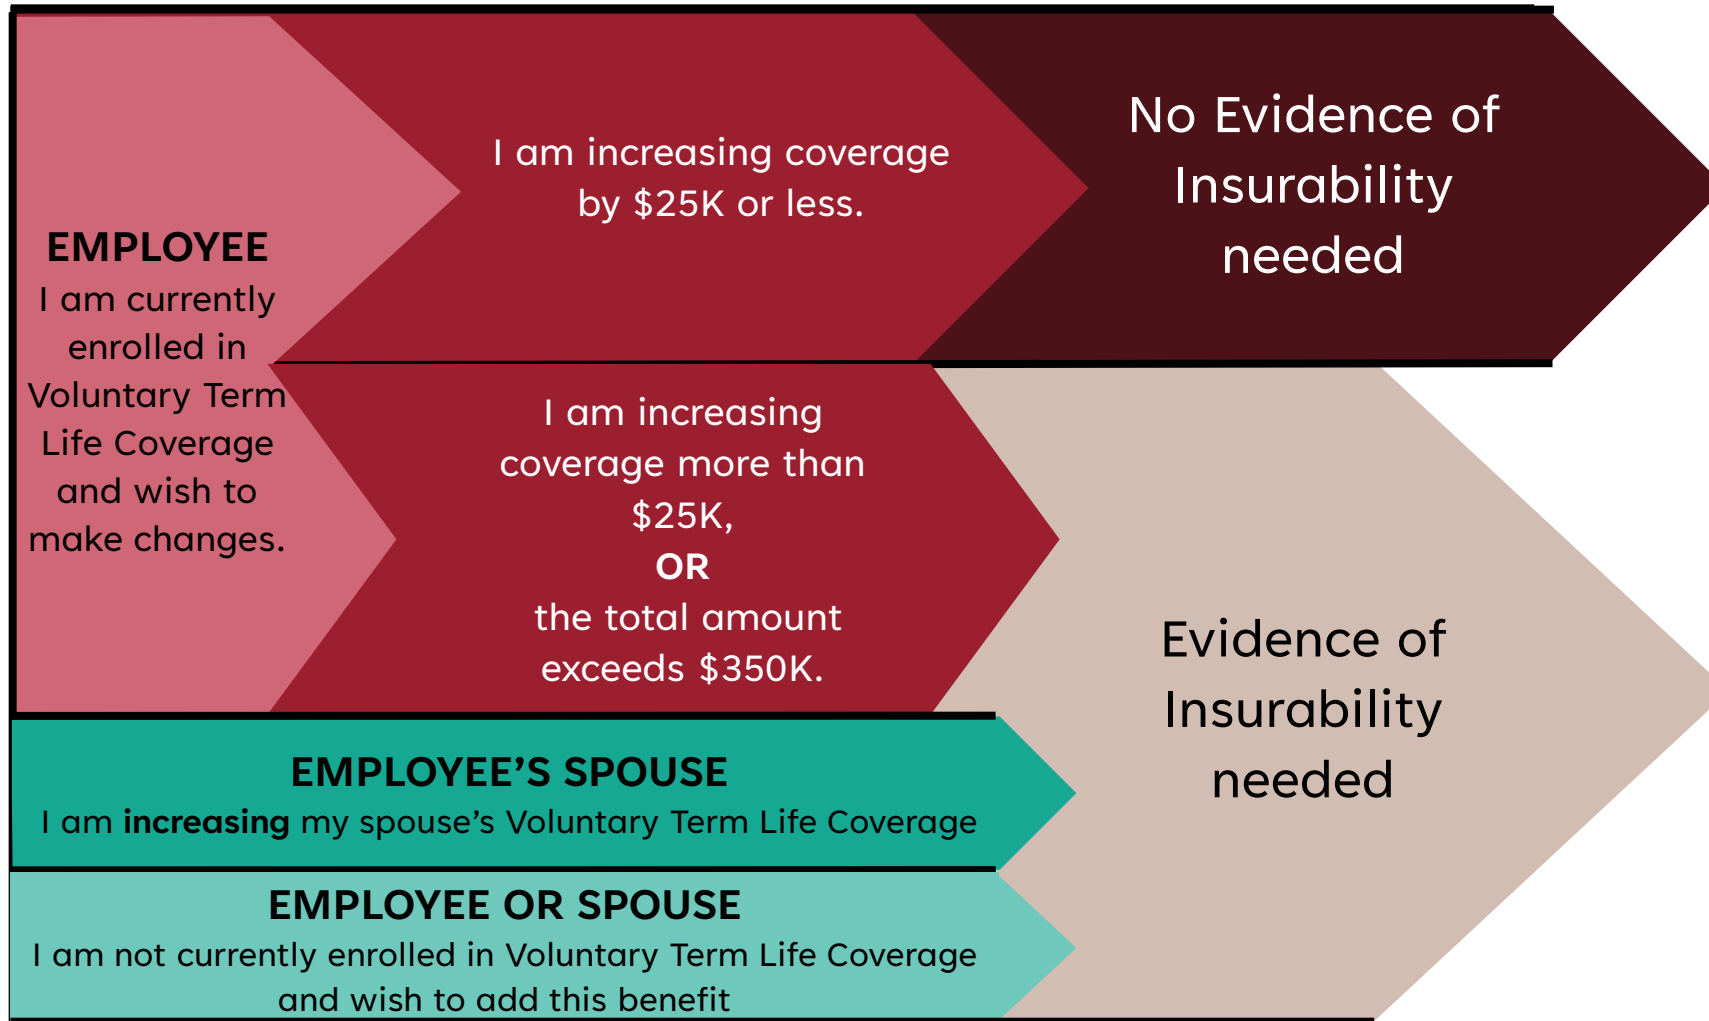 EMPLOYEE
I am currently
enrolled in
Voluntary Term
Life Coverage
and wish to
make changes.
I am increasing coverage
by $25K or less.
No Evidence of
Insurability
needed
I am increasing
coverage more than
$25K,
OR
the total amount
exceeds $350K.
EMPLOYEE’S SPOUSE
I am increasing my spouse’s Voluntary Term Life Coverage
EMPLOYEE OR SPOUSE
I am not currently enrolled in Voluntary Term Life Coverage
and wish to add this benefit
Evidence of
Insurability
needed